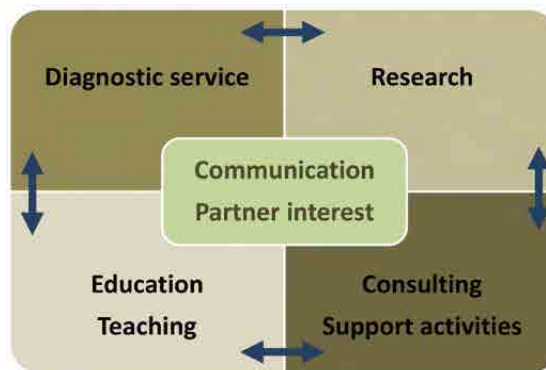 Diagnostic service
Research
Communication
Partner interest
Education
Teaching
Consulting
Support activities